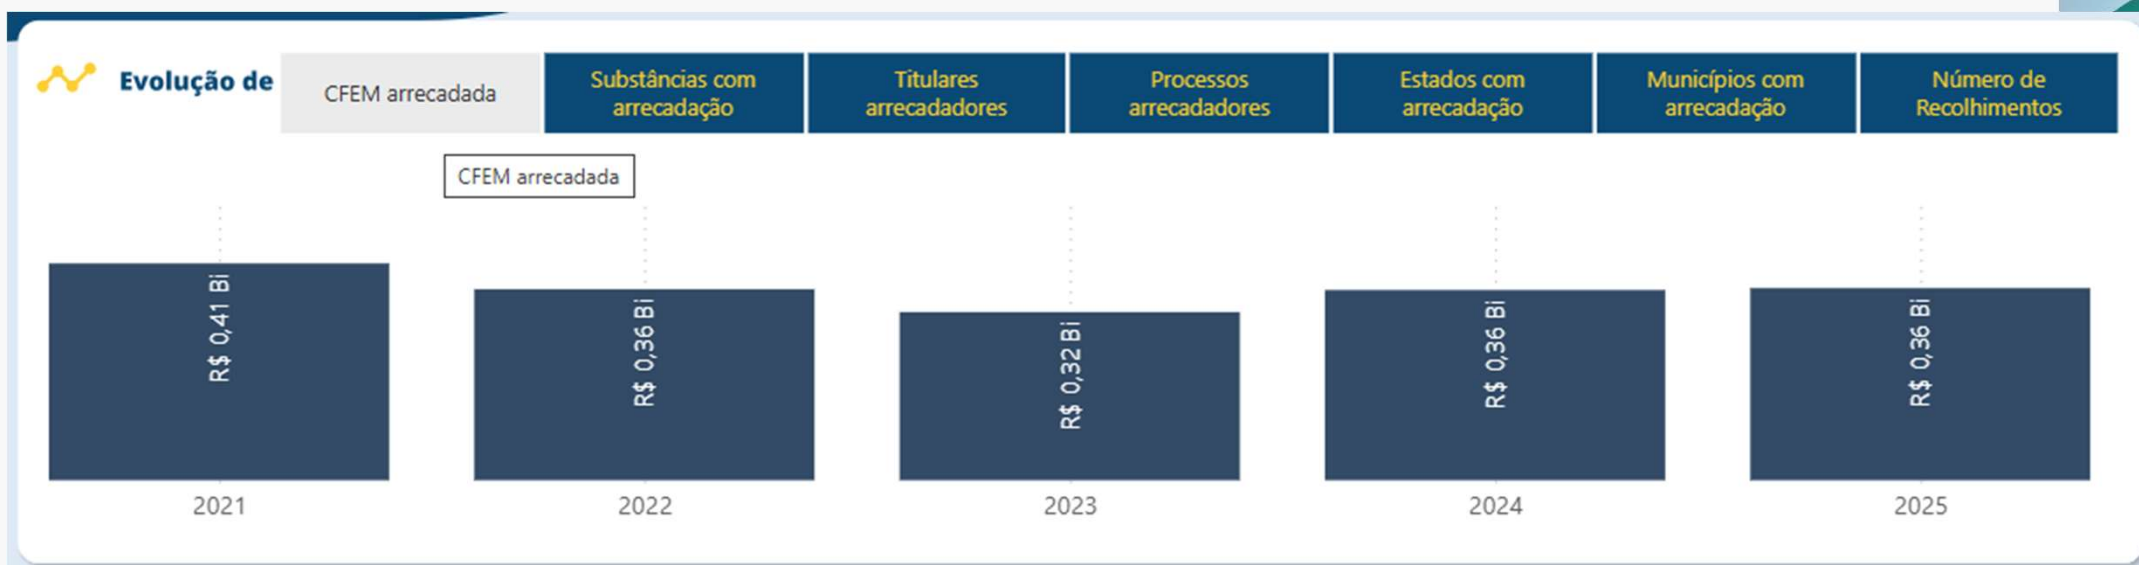 Evolução de
CFEM arrecadada
Substâncias com
arrecadação
Titulares
arrecadadores
Processos
arrecadadores
Estados com
arrecadação
Municípios com
arrecadação
Número de
Recolhimentos
CFEM arrecadada
R$ 0,41 Bi
R$ 0,36 Bi
R$ 0,32 Bi
R$ 0,36 Bi
R$ 0,36 Bi
2021
2022
2023
2024
2025